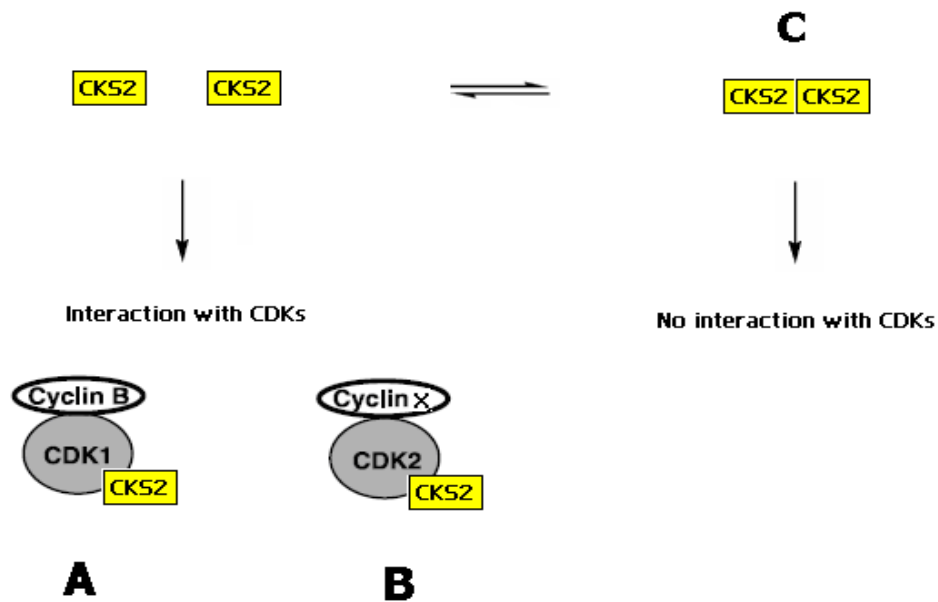 C
CKS2 CKS2 CKS2 CKS2
Interaction with CDKs
No interaction with CDKs
Cyclin B
CDK1
CKS2
Cyclin x
CDK2
CKS2
A
B